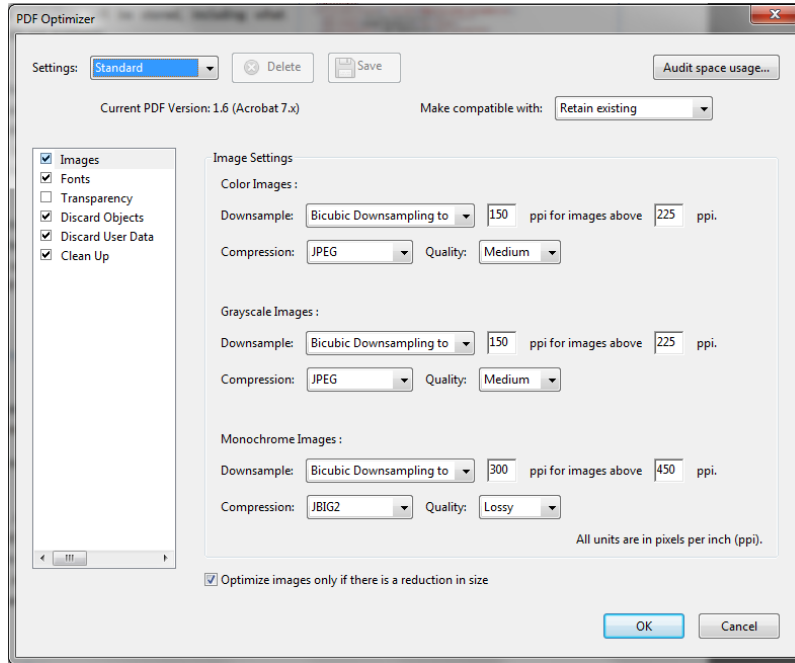 be stored, including what
PDF Optimizer
Settings: Standard Delete Save Audit space usage...
Current PDF Version: 1.6 (Acrobat 7.x) Make compatible with: Retain existing
Images
Fonts
Transparency
Discard Objects
Discard User Data
Clean Up
Image Settings
Color Images :
Downsample: Bicubic Downsampling to 150 ppi for images above 225 ppi.
Compression: JPEG Quality: Medium
Grayscale Images :
Downsample: Bicubic Downsampling to 150 ppi for images above 225 ppi.
Compression: JPEG Quality: Medium
Monochrome Images :
Downsample: Bicubic Downsampling to 300 ppi for images above 450 ppi.
Compression: JBIG2 Quality: Lossy
All units are in pixels per inch (ppi).
Optimize images only if there is a reduction in size
OK Cancel